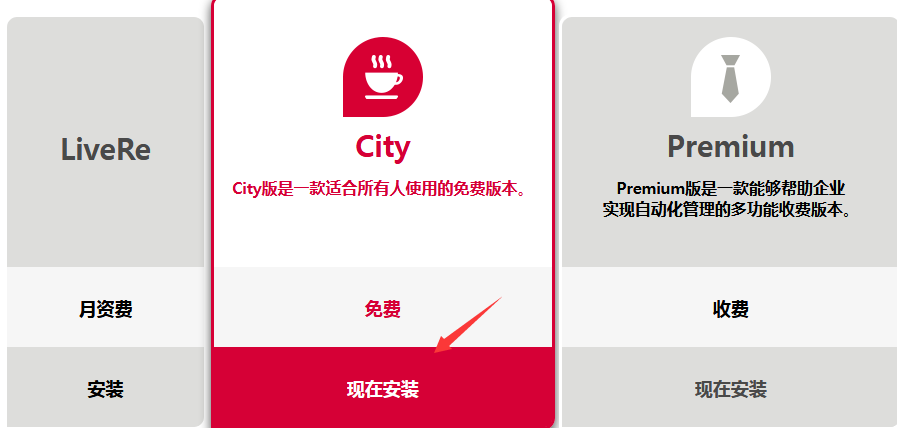 LiveRe
City
City版是一款适合所有人使用的免费版本。
Premium
Premium版是一款能够帮助企业
实现自动化管理的多功能收费版本。
月资费
免费
收费
安装
现在安装
现在安装